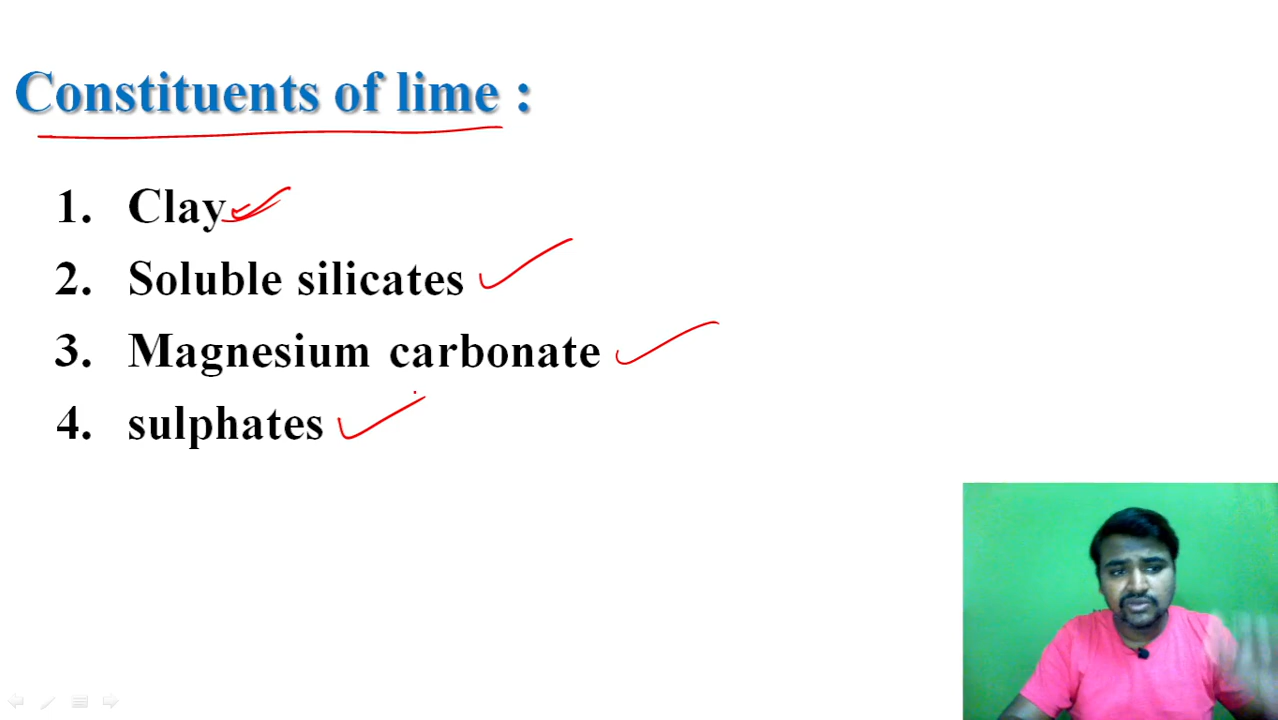 Constituents of lime :
1. Clay
2. Soluble silicates
3. Magnesium carbonate
4. sulphates